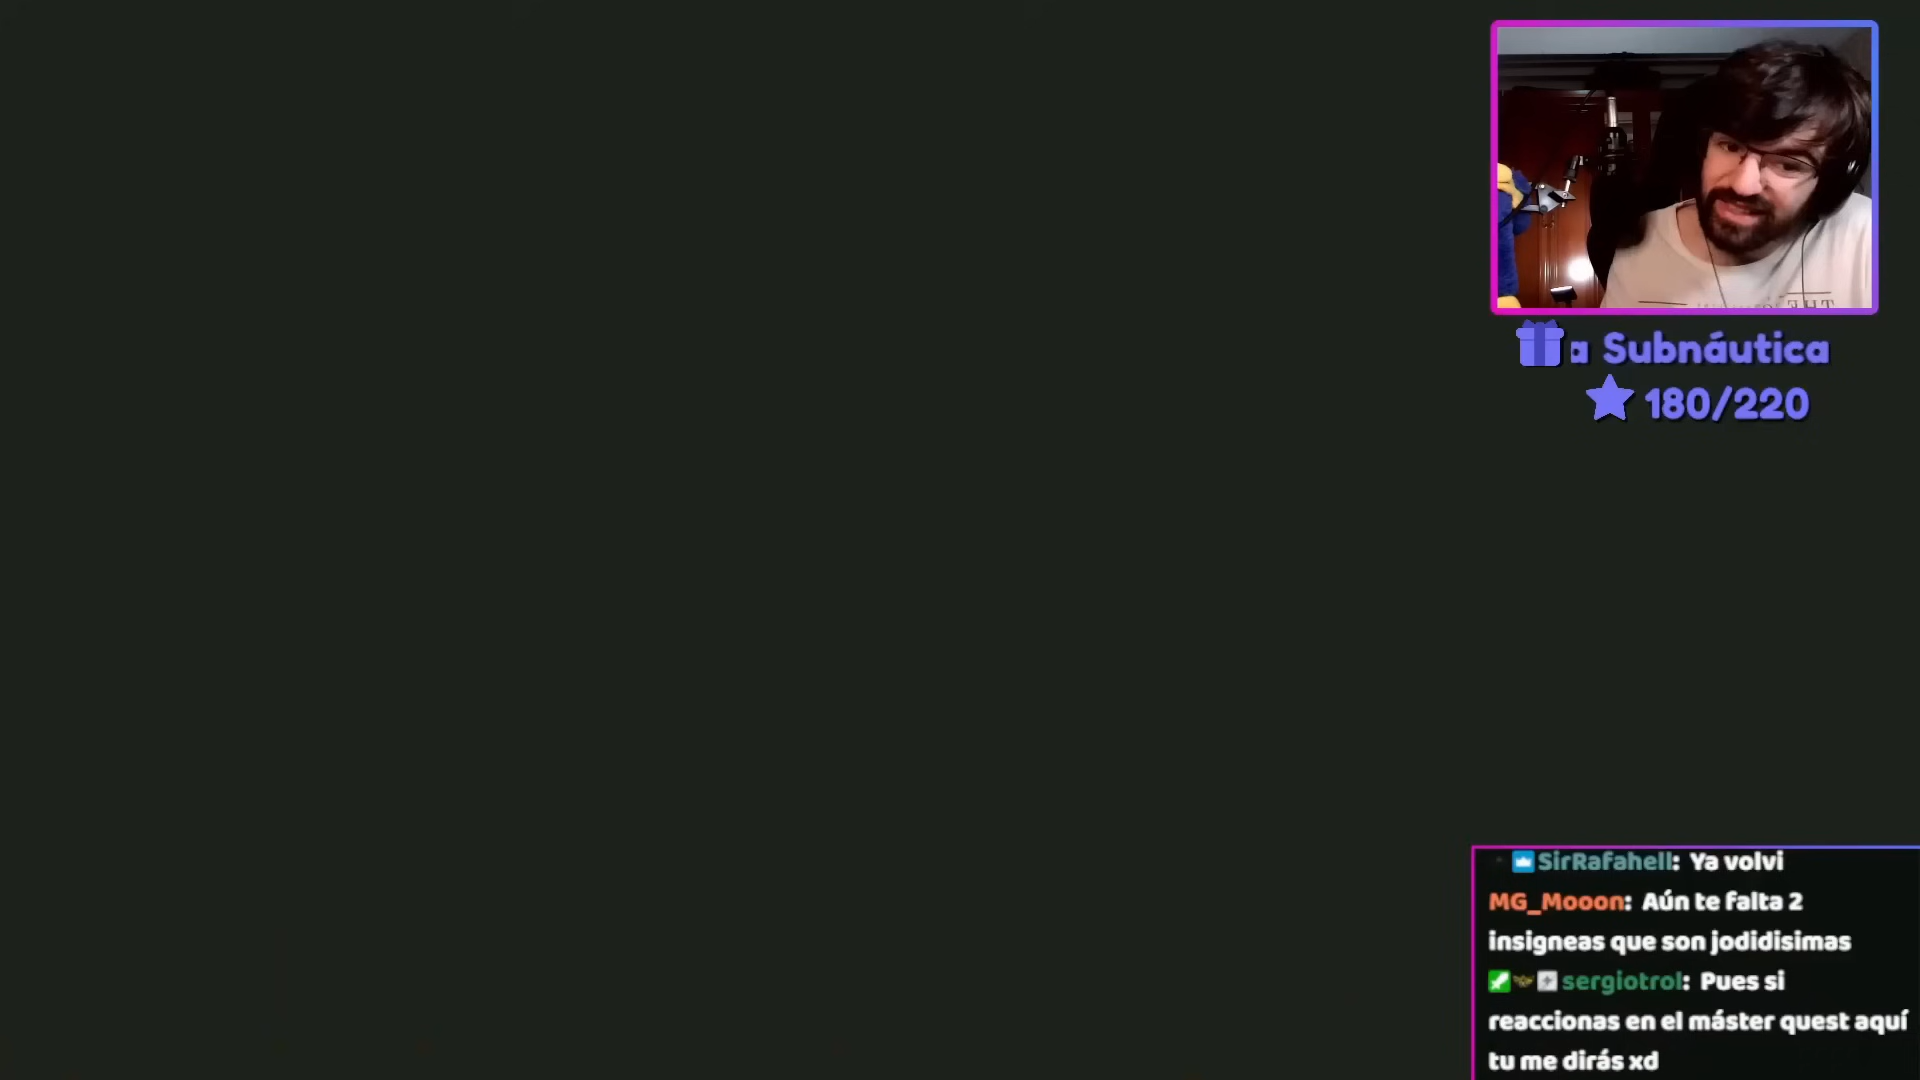 a Subnáutica
180/220
SirRafahell: Ya volvi
MG_Mooon: Aún te falta 2
insigneas que son jodidisimas
sergiotrol: Pues si
reaccionas en el máster quest aquí
tu me dirás xd